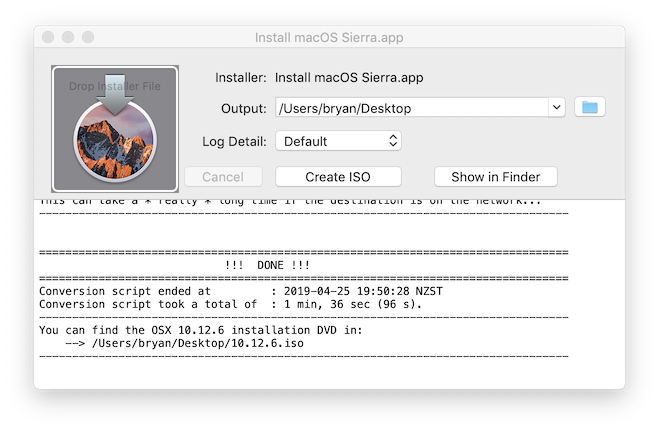 Install macOS Sierra.app
Drop Installer File
Installer: Install macOS Sierra.app
Output: /Users/bryan/Desktop
Log Detail: Default
Cancel Create ISO Show in Finder
This can take a * really * long time if the destination is on the network...
--------------------------------------------------------------------------------
================================================================================
!!!  DONE !!!
================================================================================
Conversion script ended at         : 2019-04-25 19:50:28 NZST
Conversion script took a total of  : 1 min, 36 sec (96 s).
--------------------------------------------------------------------------------
You can find the OSX 10.12.6 installation DVD in:
--> /Users/bryan/Desktop/10.12.6.iso
--------------------------------------------------------------------------------